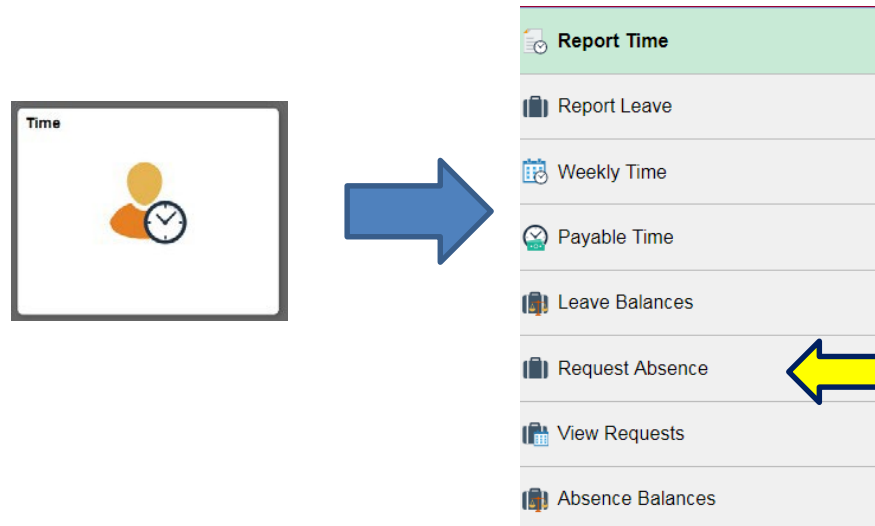 Time
Report Time
Report Leave
Weekly Time
Payable Time
Leave Balances
Request Absence
View Requests
Absence Balances